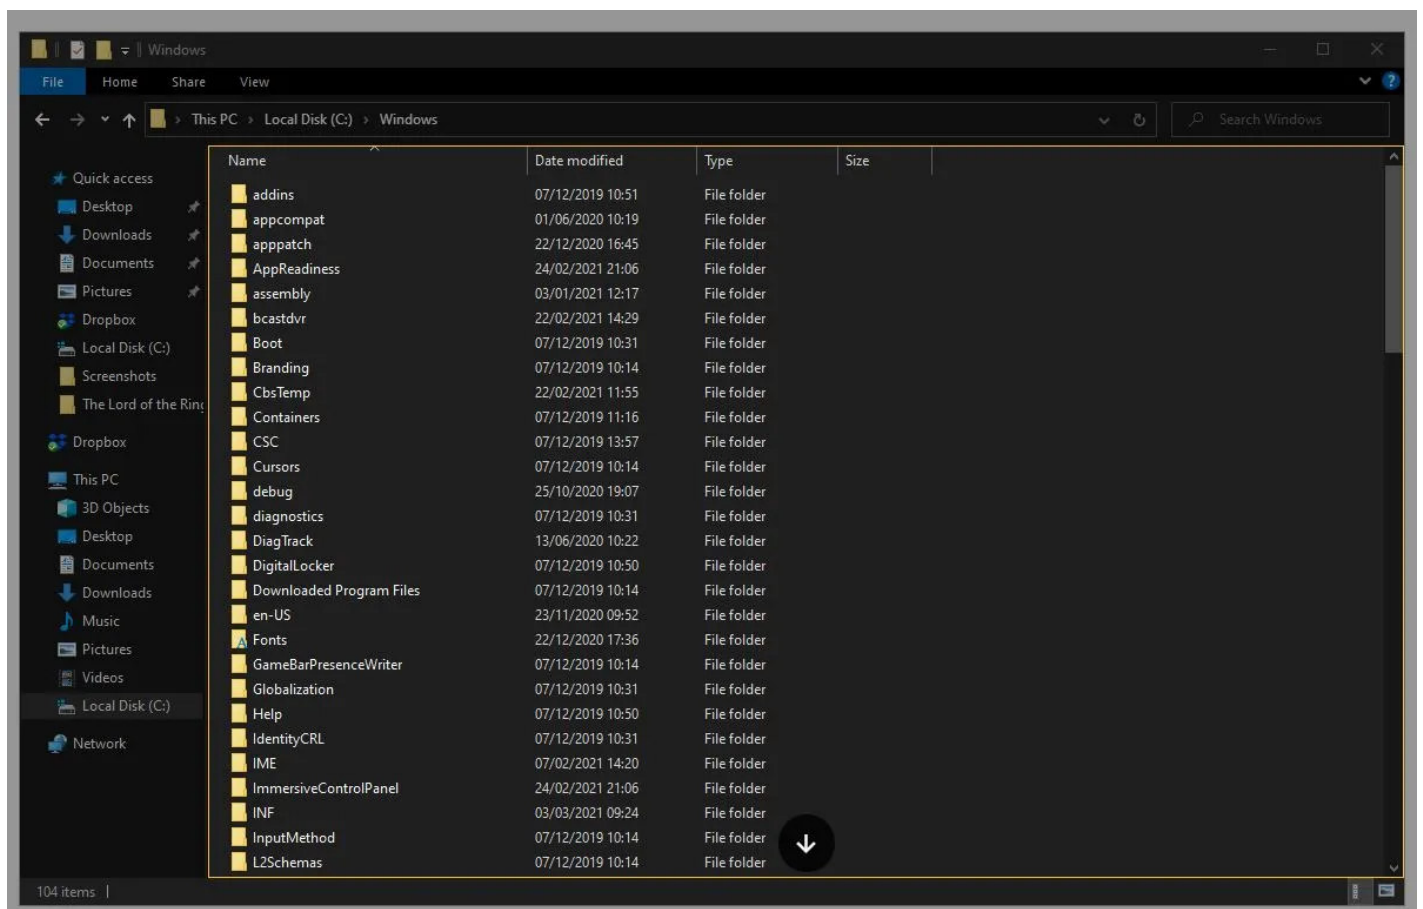 Windows
File Home Share View
This PC Local Disk (C:) Windows Search Windows
Quick access
Desktop
Downloads
Documents
Pictures
Dropbox
Local Disk (C:)
Screenshots
The Lord of the Ring
Dropbox
This PC
3D Objects
Desktop
Documents
Downloads
Music
Pictures
Videos
Local Disk (C:)
Network
Name Date modified Type Size
addins 07/12/2019 10:51 File folder
appcompat 01/06/2020 10:19 File folder
apppatch 22/12/2020 16:45 File folder
AppReadiness 24/02/2021 21:06 File folder
assembly 03/01/2021 12:17 File folder
bcastdvr 22/02/2021 14:29 File folder
Boot 07/12/2019 10:31 File folder
Branding 07/12/2019 10:14 File folder
CbsTemp 22/02/2021 11:55 File folder
Containers 07/12/2019 11:16 File folder
CSC 07/12/2019 13:57 File folder
Cursors 07/12/2019 10:14 File folder
debug 25/10/2020 19:07 File folder
diagnostics 07/12/2019 10:31 File folder
DiagTrack 13/06/2020 10:22 File folder
DigitalLocker 07/12/2019 10:50 File folder
Downloaded Program Files 07/12/2019 10:14 File folder
en-US 23/11/2020 09:52 File folder
Fonts 22/12/2020 17:36 File folder
GameBarPresenceWriter 07/12/2019 10:14 File folder
Globalization 07/12/2019 10:31 File folder
Help 07/12/2019 10:50 File folder
IdentityCRL 07/12/2019 10:31 File folder
IME 07/02/2021 14:20 File folder
ImmersiveControlPanel 24/02/2021 21:06 File folder
INF 03/03/2021 09:24 File folder
InputMethod 07/12/2019 10:14 File folder
L2Schemas 07/12/2019 10:14 File folder
104 items